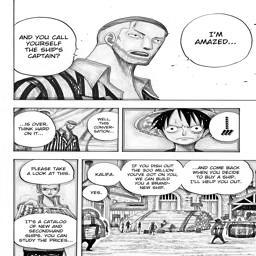 I'M
AMAZED...
AND YOU CALL
YOURSELF
THE SHIP'S
CAPTAIN?
!!!
WELL,
THIS
CONVER-
SATION...
...IS OVER.
THINK HARD
ON IT...
...AND COME BACK
WHEN YOU DECIDE
TO BUY A SHIP.
I'LL HELP YOU OUT.
IF YOU DISH OUT
THE 300 MILLION
YOU'VE GOT ON YOU,
WE CAN BUILD
YOU A BRAND-
NEW SHIP.
KALIFA.
YES.
PLEASE
TAKE A LOOK
AT THIS.
IT'S A CATALOG
OF NEW AND
SECONDHAND
SHIPS. YOU CAN
STUDY THE PRICES...